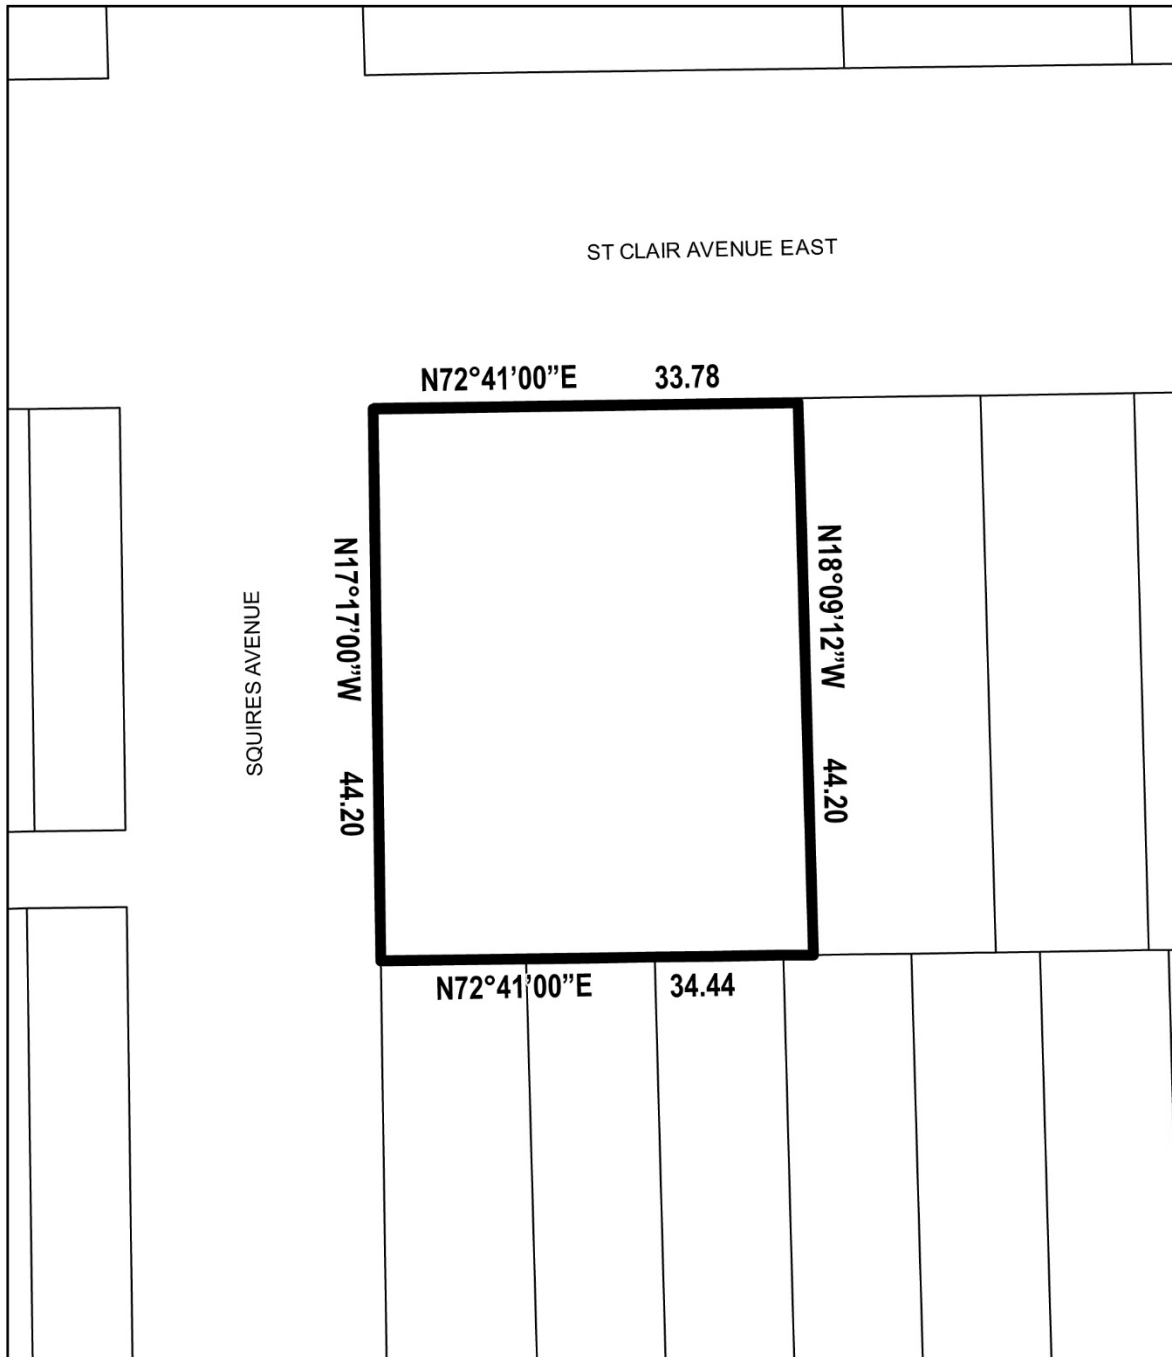 ST CLAIR AVENUE EAST
N72°41’00”E 33.78
N17°17’00”W 44.20
N18°09’12”W 44.20
SQUIRES AVENUE
N72°41’00”E 34.44